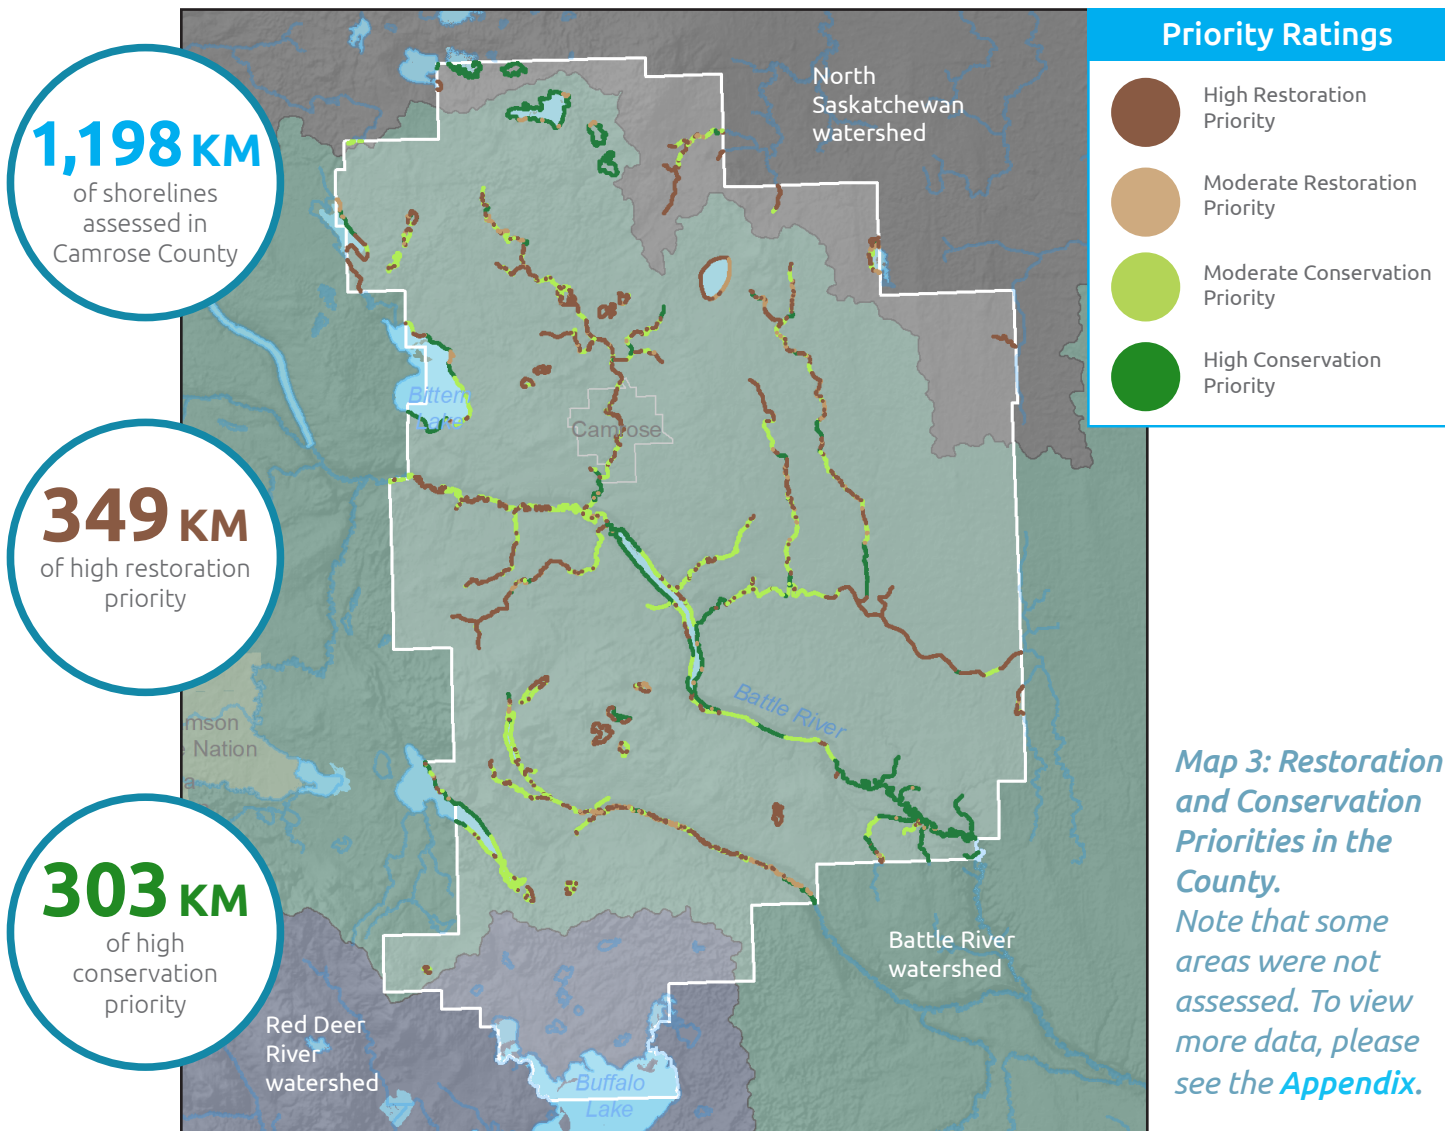 1,198 KM
of shorelines
assessed in
Camrose County
349 KM
of high restoration
priority
303 KM
of high
conservation
priority
North
Saskatchewan
watershed
Bittern
Lake
Camrose
Battle River
mson
Nation
Battle River
watershed
Red Deer
River
watershed
Buffalo
Lake
Priority Ratings
High Restoration
Priority
Moderate Restoration
Priority
Moderate Conservation
Priority
High Conservation
Priority
Map 3: Restoration
and Conservation
Priorities in the
County.
Note that some
areas were not
assessed. To view
more data, please
see the Appendix.